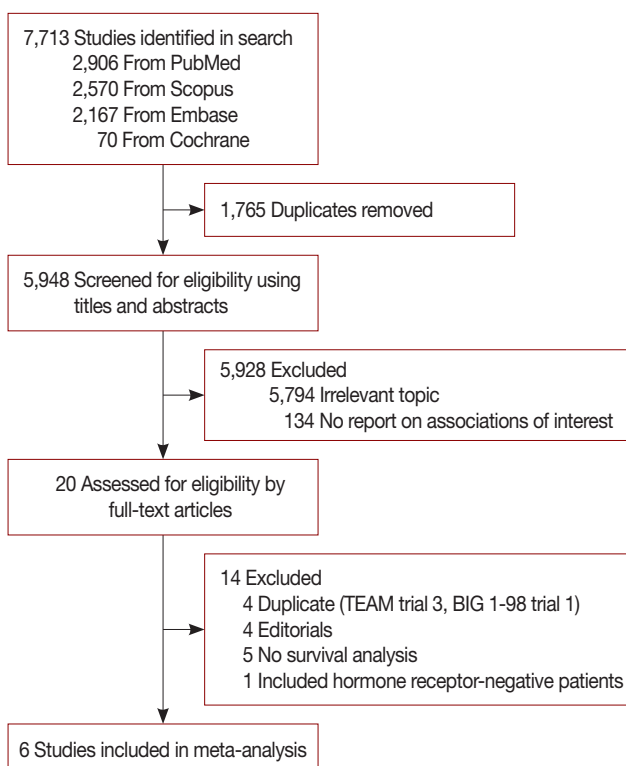 7,713 Studies identified in search
2,906 From PubMed
2,570 From Scopus
2,167 From Embase
70 From Cochrane
1,765 Duplicates removed
5,948 Screened for eligibility using
titles and abstracts
5,928 Excluded
5,794 Irrelevant topic
134 No report on associations of interest
20 Assessed for eligibility by
full-text articles
14 Excluded
4 Duplicate (TEAM trial 3, BIG 1-98 trial 1)
4 Editorials
5 No survival analysis
1 Included hormone receptor-negative patients
6 Studies included in meta-analysis